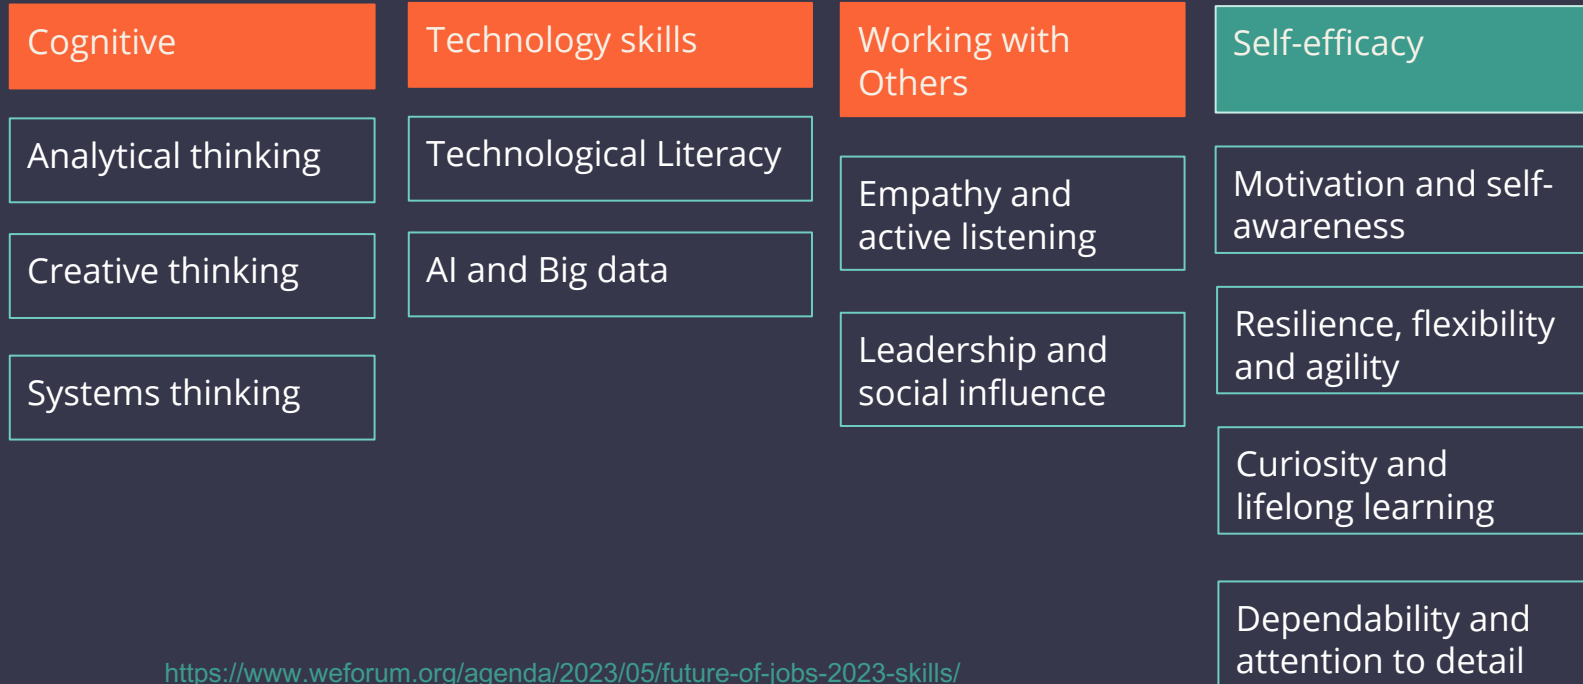 Cognitive
Analytical thinking
Creative thinking
Systems thinking
Technology skills
Technological Literacy
AI and Big data
Working with
Others
Empathy and
active listening
Leadership and
social influence
Self-efficacy
Motivation and self-
awareness
Resilience, flexibility
and agility
Curiosity and
lifelong learning
Dependability and
attention to detail
https://www.weforum.org/agenda/2023/05/future-of-jobs-2023-skills/